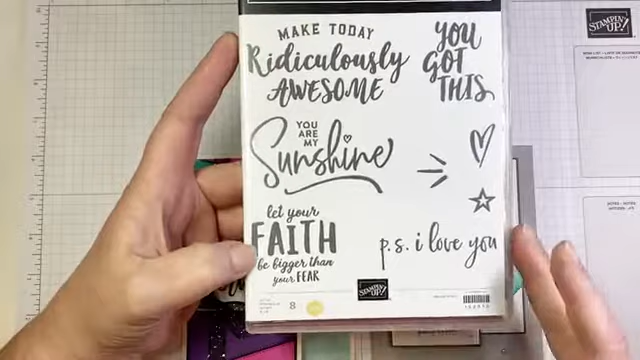 MAKE TODAY
Ridiculously
AWESOME
YOU
GOT
THIS
YOU
ARE
MY
Sunshine
let your
FAITH
be bigger than
your FEAR
p.s. i love you
STAMPIN' UP!
8
STAMPIN' UP!